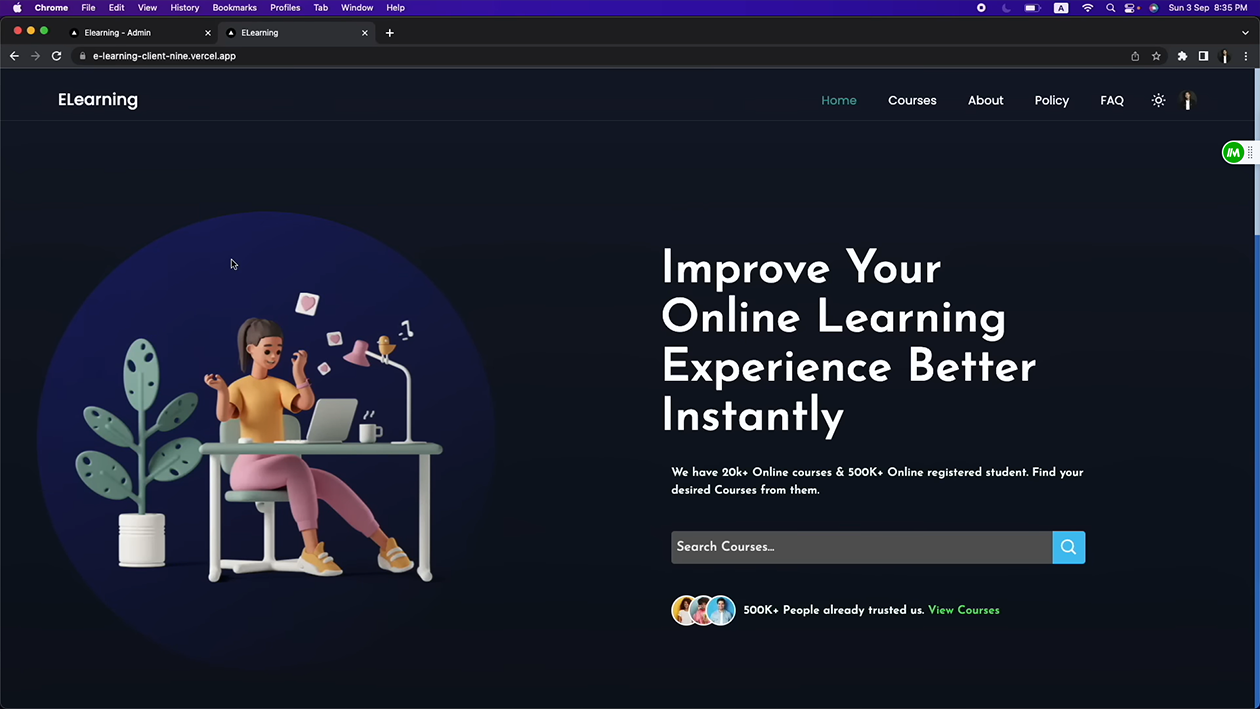 Chrome File Edit View History Bookmarks Profiles Tab Window Help A Sun 3 Sep 8:35 PM
Elearning - Admin ELearning
e-learning-client-nine.vercel.app
ELearning Home Courses About Policy FAQ
Improve Your
Online Learning
Experience Better
Instantly
We have 20k+ Online courses & 500K+ Online registered student. Find your
desired Courses from them.
Search Courses...
500K+ People already trusted us. View Courses